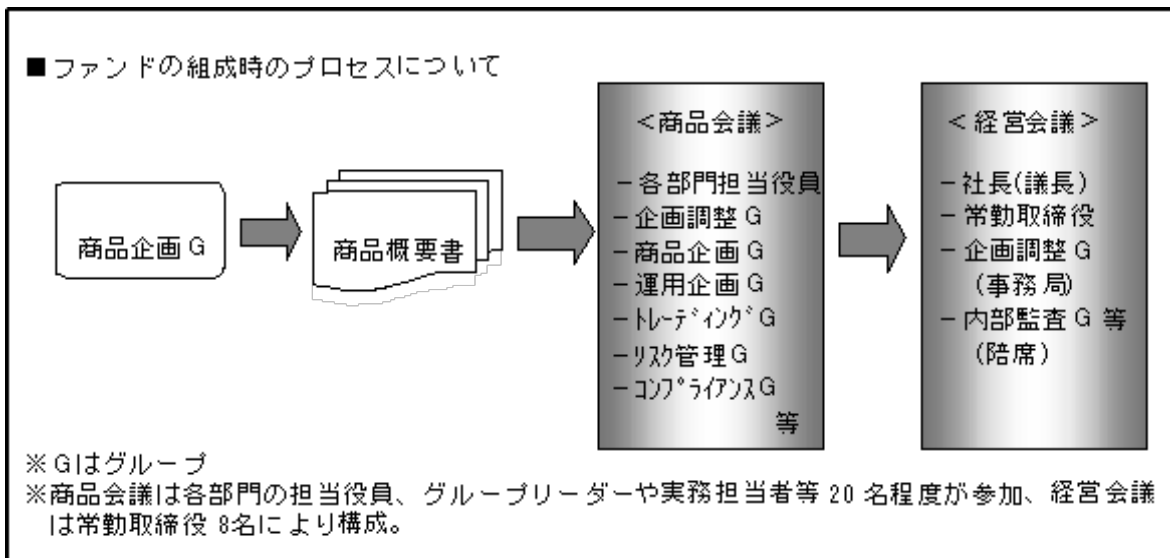 ■ファンドの組成時のプロセスについて
商品企画G
商品概要書
＜商品会議＞
－各部門担当役員
－企画調整G
－商品企画G
－運用企画G
－ﾄﾚｰﾃﾞｨﾝｸﾞG
－ﾘｽｸ管理G
－ｺﾝﾌﾟﾗｲｱﾝｽG
等
＜経営会議＞
－社長(議長)
－常勤取締役
－企画調整G
(事務局)
－内部監査G 等
(陪席)
※Gはグループ
※商品会議は各部門の担当役員、グループリーダーや実務担当者等 20 名程度が参加、経営会議
は常勤取締役 8名により構成。